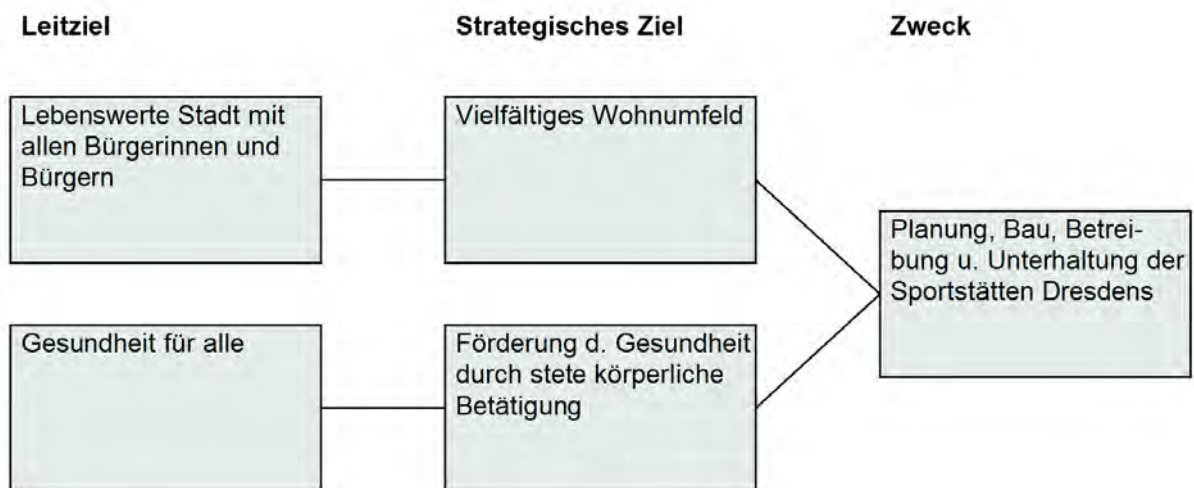 Leitziel
Strategisches Ziel
Zweck
Lebenswerte Stadt mit
allen Bürgerinnen und
Bürgern
Vielfältiges Wohnumfeld
Planung, Bau, Betrei-
bung u. Unterhaltung der
Sportstätten Dresdens
Gesundheit für alle
Förderung d. Gesundheit
durch stete körperliche
Betätigung